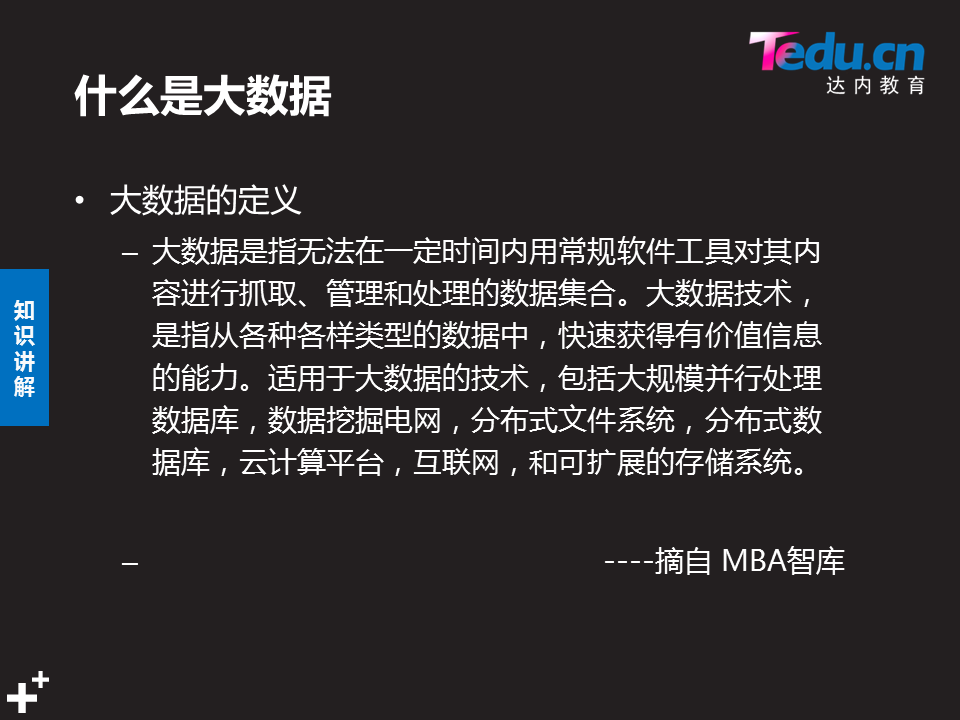 Tedu.cn
达内教育
什么是大数据
• 大数据的定义
– 大数据是指无法在一定时间内用常规软件工具对其内
容进行抓取、管理和处理的数据集合。大数据技术，
是指从各种各样类型的数据中，快速获得有价值信息
的能力。适用于大数据的技术，包括大规模并行处理
数据库，数据挖掘电网，分布式文件系统，分布式数
据库，云计算平台，互联网，和可扩展的存储系统。
– ----摘自 MBA智库
知
识
讲
解